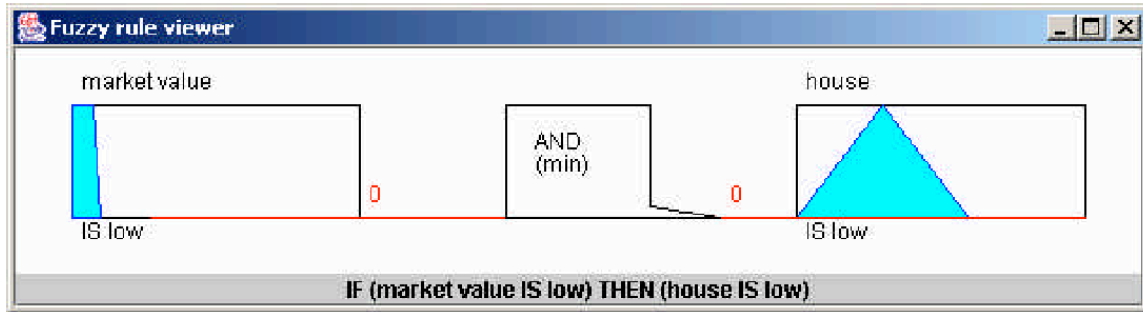 Fuzzy rule viewer
market value
house
AND
(min)
0
0
IS low
IS low
IF (market value IS low) THEN (house IS low)